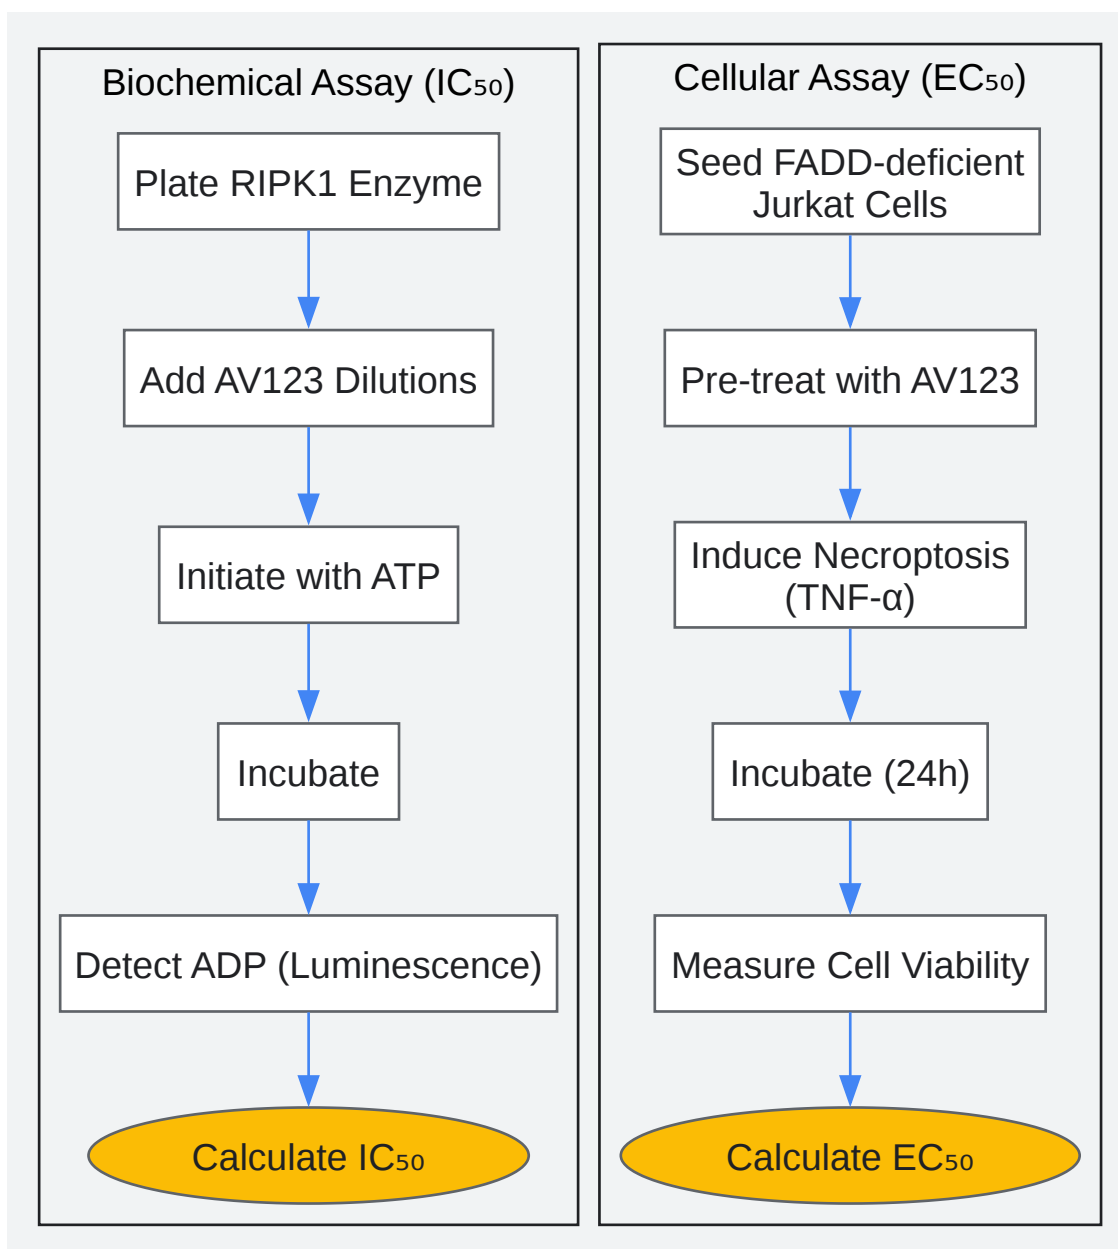 Biochemical Assay (IC₅₀)
Plate RIPK1 Enzyme
Add AV123 Dilutions
Initiate with ATP
Incubate
Detect ADP (Luminescence)
Calculate IC₅₀
Cellular Assay (EC₅₀)
Seed FADD-deficient
Jurkat Cells
Pre-treat with AV123
Induce Necroptosis
(TNF-α)
Incubate (24h)
Measure Cell Viability
Calculate EC₅₀